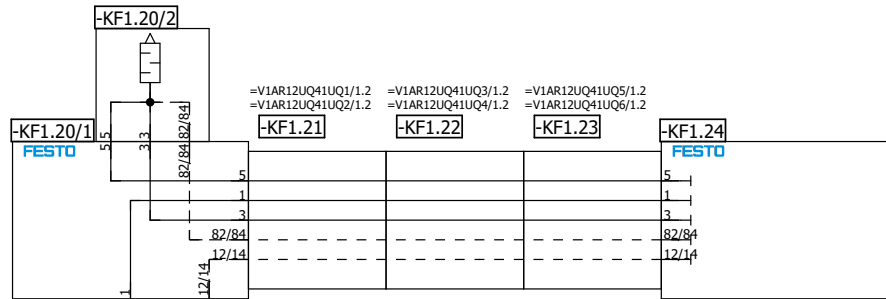 -KF1.20/2
=V1AR12UQ41UQ1/1.2 =V1AR12UQ41UQ3/1.2 =V1AR12UQ41UQ5/1.2
=V1AR12UQ41UQ2/1.2 =V1AR12UQ41UQ4/1.2 =V1AR12UQ41UQ6/1.2
-KF1.20/1 -KF1.21 -KF1.22 -KF1.23 -KF1.24
5 3 82/84
5 3 82/84
FESTO FESTO
5 5
1 1
3 3
82/84 82/84
12/14 12/14
1 12/14